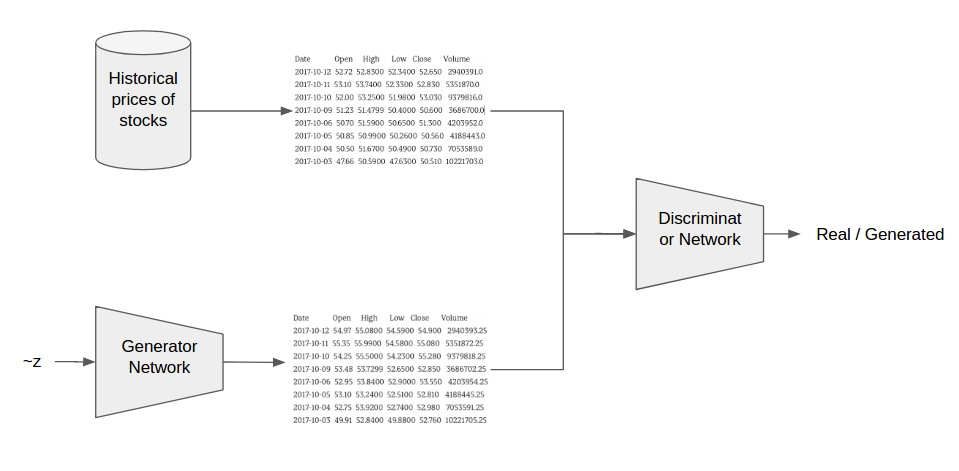 Historical
prices of
stocks
Date Open High Low Close Volume
2017-10-12 52.72 52.8300 52.3400 52.650 2940391.0
2017-10-11 53.10 53.7400 52.3300 52.830 5351870.0
2017-10-10 52.00 53.2500 51.9800 53.030 9379816.0
2017-10-09 51.23 51.4799 50.4000 50.600 3686700.0
2017-10-06 50.70 51.5900 50.6500 51.300 4203952.0
2017-10-05 50.85 50.9900 50.2600 50.560 4188443.0
2017-10-04 50.50 51.6700 50.4900 50.730 7053589.0
2017-10-03 47.66 50.5900 47.6300 50.510 10221703.0
Discriminat
or Network
Real / Generated
~z
Generator
Network
Date Open High Low Close Volume
2017-10-12 54.97 55.0800 54.5900 54.900 2940393.25
2017-10-11 55.35 55.9900 54.5800 55.080 5351872.25
2017-10-10 54.25 55.5000 54.2300 55.280 9379818.25
2017-10-09 53.48 53.7299 52.6500 52.850 3686702.25
2017-10-06 52.95 53.8400 52.9000 53.550 4203954.25
2017-10-05 53.10 53.2400 52.5100 52.810 4188445.25
2017-10-04 52.75 53.9200 52.7400 52.980 7053591.25
2017-10-03 49.91 52.8400 49.8800 52.760 10221705.25